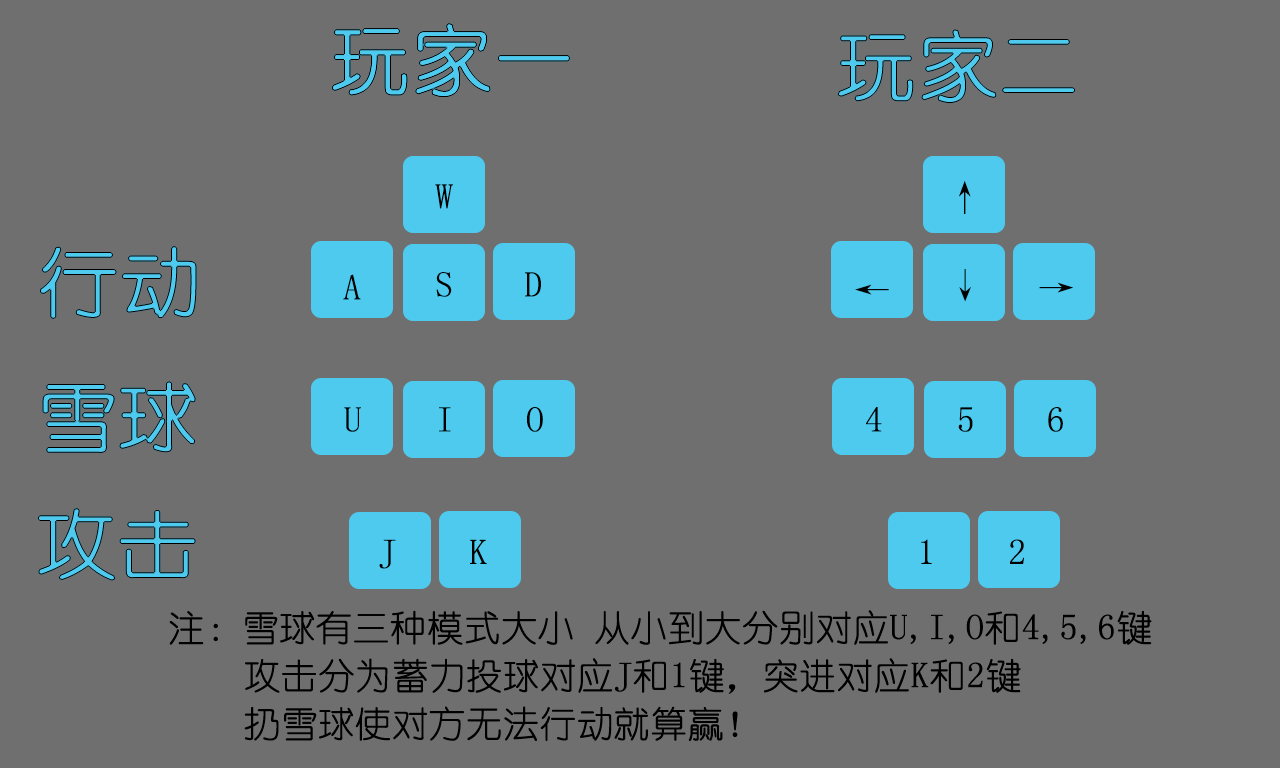 玩家一 玩家二
W ↑
行动 A S D ← ↓ →
雪球 U I O 4 5 6
攻击 J K 1 2
注：雪球有三种模式大小 从小到大分别对应U,I,O和4,5,6键
攻击分为蓄力投球对应J和1键，突进对应K和2键
扔雪球使对方无法行动就算赢！